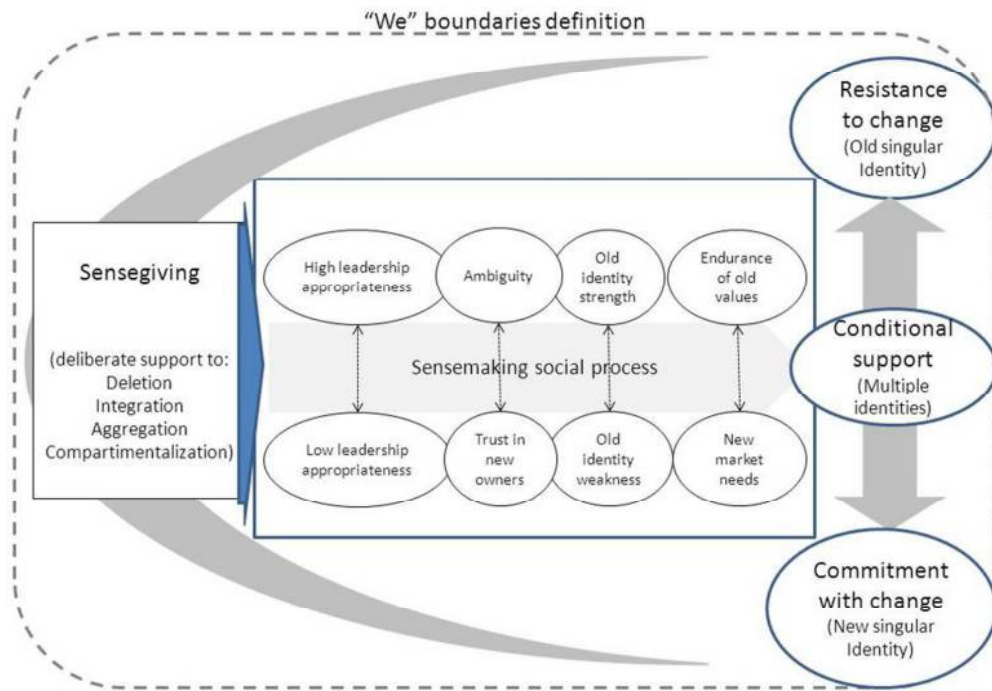 “We” boundaries definition
Resistance
to change
(Old singular
Identity)
Sensegiving
(deliberate support to:
Deletion
Integration
Aggregation
Compartimentalization)
High leadership
appropriateness
Ambiguity
Old
identity
strength
Endurance
of old
values
Sensemaking social process
Low leadership
appropriateness
Trust in
new
owners
Old
identity
weakness
New
market
needs
Conditional
support
(Multiple
identities)
Commitment
with change
(New singular
Identity)